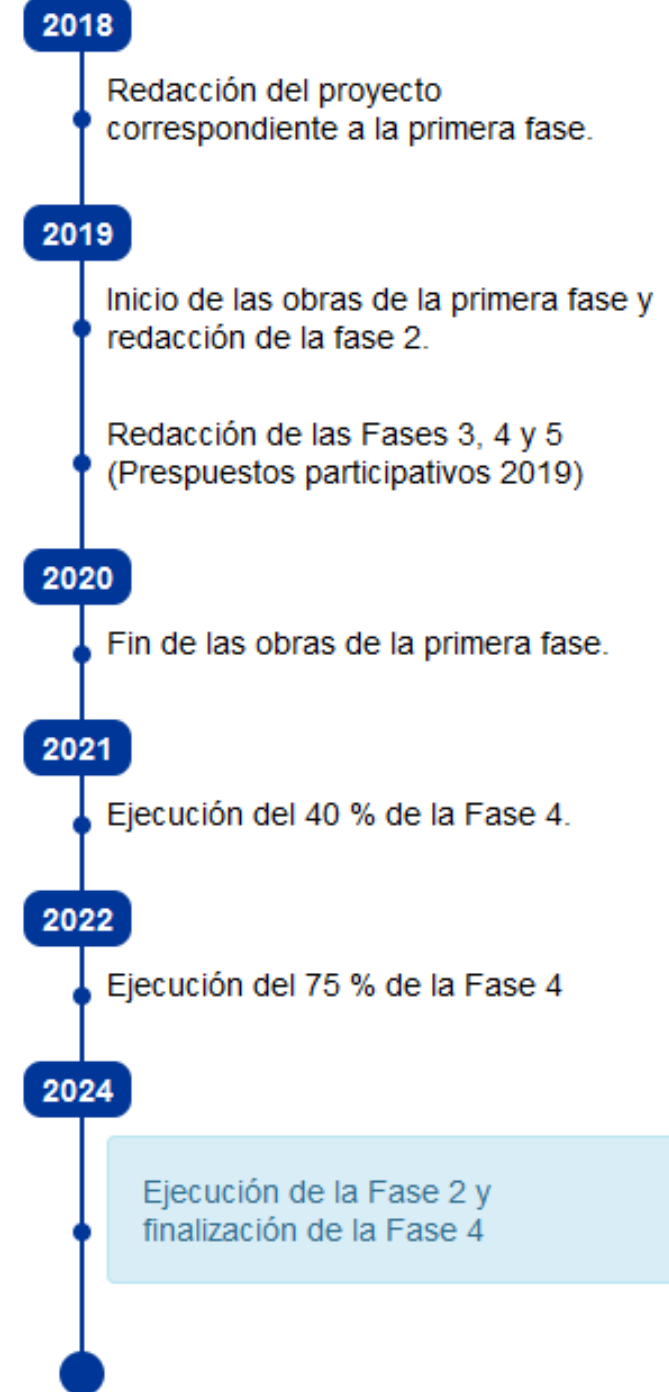 2018
Redacción del proyecto
correspondiente a la primera fase.
2019
Inicio de las obras de la primera fase y
redacción de la fase 2.
Redacción de las Fases 3, 4 y 5
(Prespuestos participativos 2019)
2020
Fin de las obras de la primera fase.
2021
Ejecución del 40 % de la Fase 4.
2022
Ejecución del 75 % de la Fase 4
2024
Ejecución de la Fase 2 y
finalización de la Fase 4